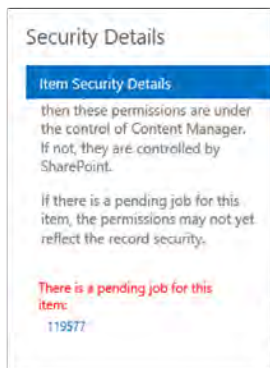 Security Details
Item Security Details
then these permissions are under
the control of Content Manager.
If not, they are controlled by
SharePoint.
If there is a pending job for this
item, the permissions may not yet
reflect the record security.
There is a pending job for this
item:
119577